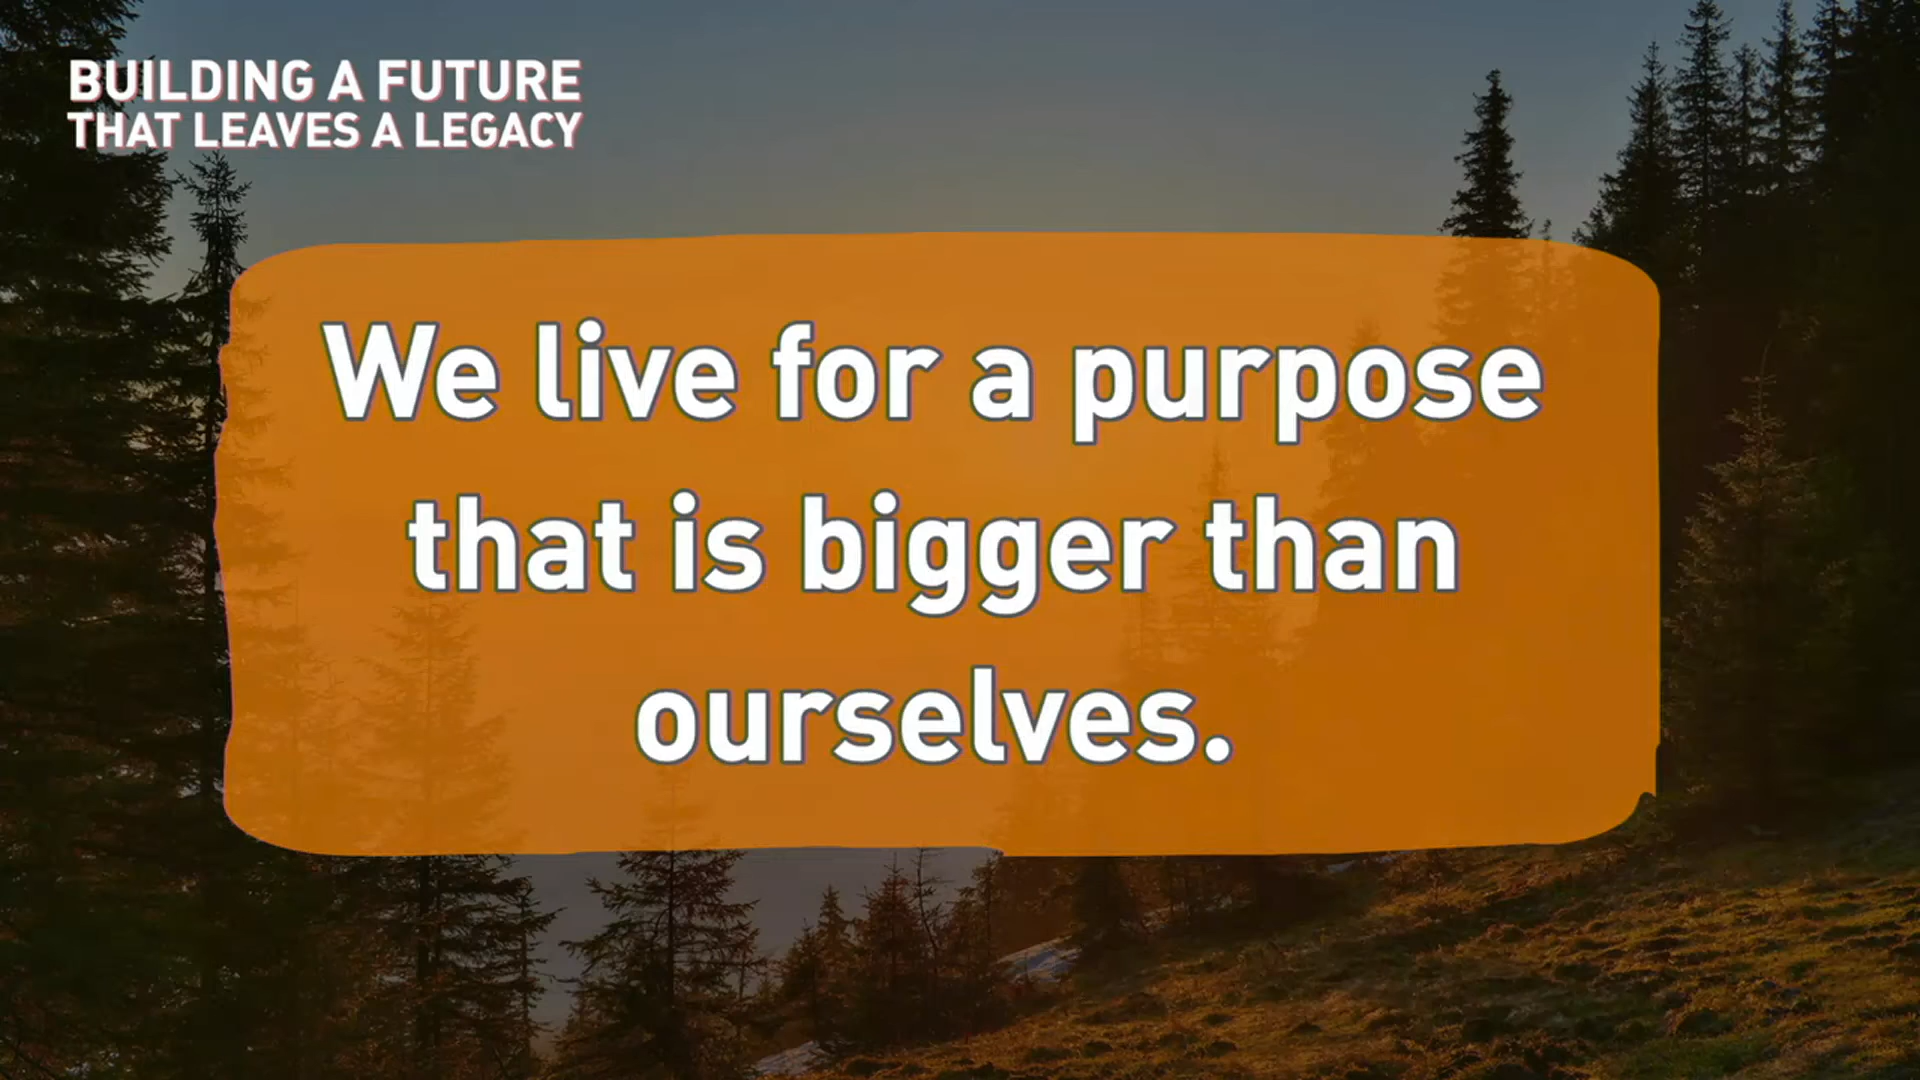 BUILDING A FUTURE
THAT LEAVES A LEGACY
We live for a purpose
that is bigger than
ourselves.